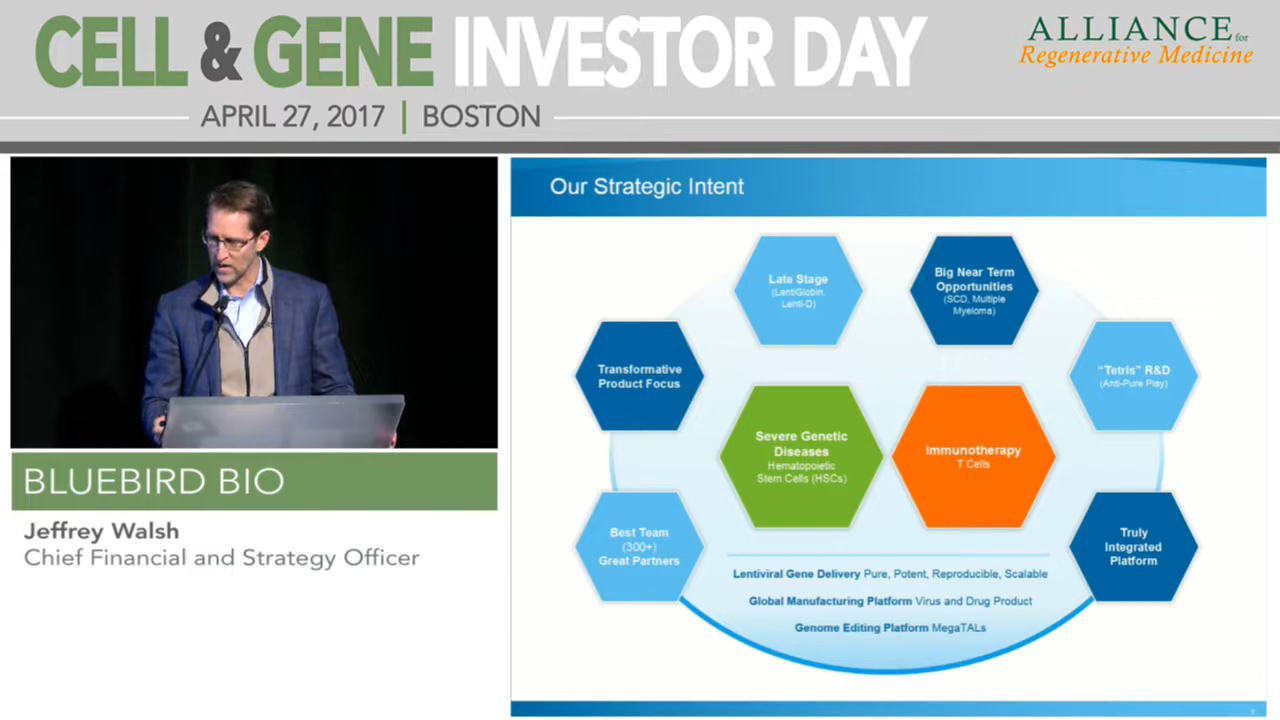 CELL & GENE INVESTOR DAY
APRIL 27, 2017 | BOSTON
ALLIANCE for
Regenerative Medicine
BLUEBIRD BIO
Jeffrey Walsh
Chief Financial and Strategy Officer
Our Strategic Intent
Late Stage
(LentiGlobin,
Lenti-D)
Big Near Term
Opportunities
(SCD, Multiple
Myeloma)
Transformative
Product Focus
"Tetris" R&D
(Anti-Pure Play)
Severe Genetic
Diseases
Hematopoietic
Stem Cells (HSCs)
Immunotherapy
T Cells
Best Team
(300+)
Great Partners
Truly
Integrated
Platform
Lentiviral Gene Delivery Pure, Potent, Reproducible, Scalable
Global Manufacturing Platform Virus and Drug Product
Genome Editing Platform MegaTALs